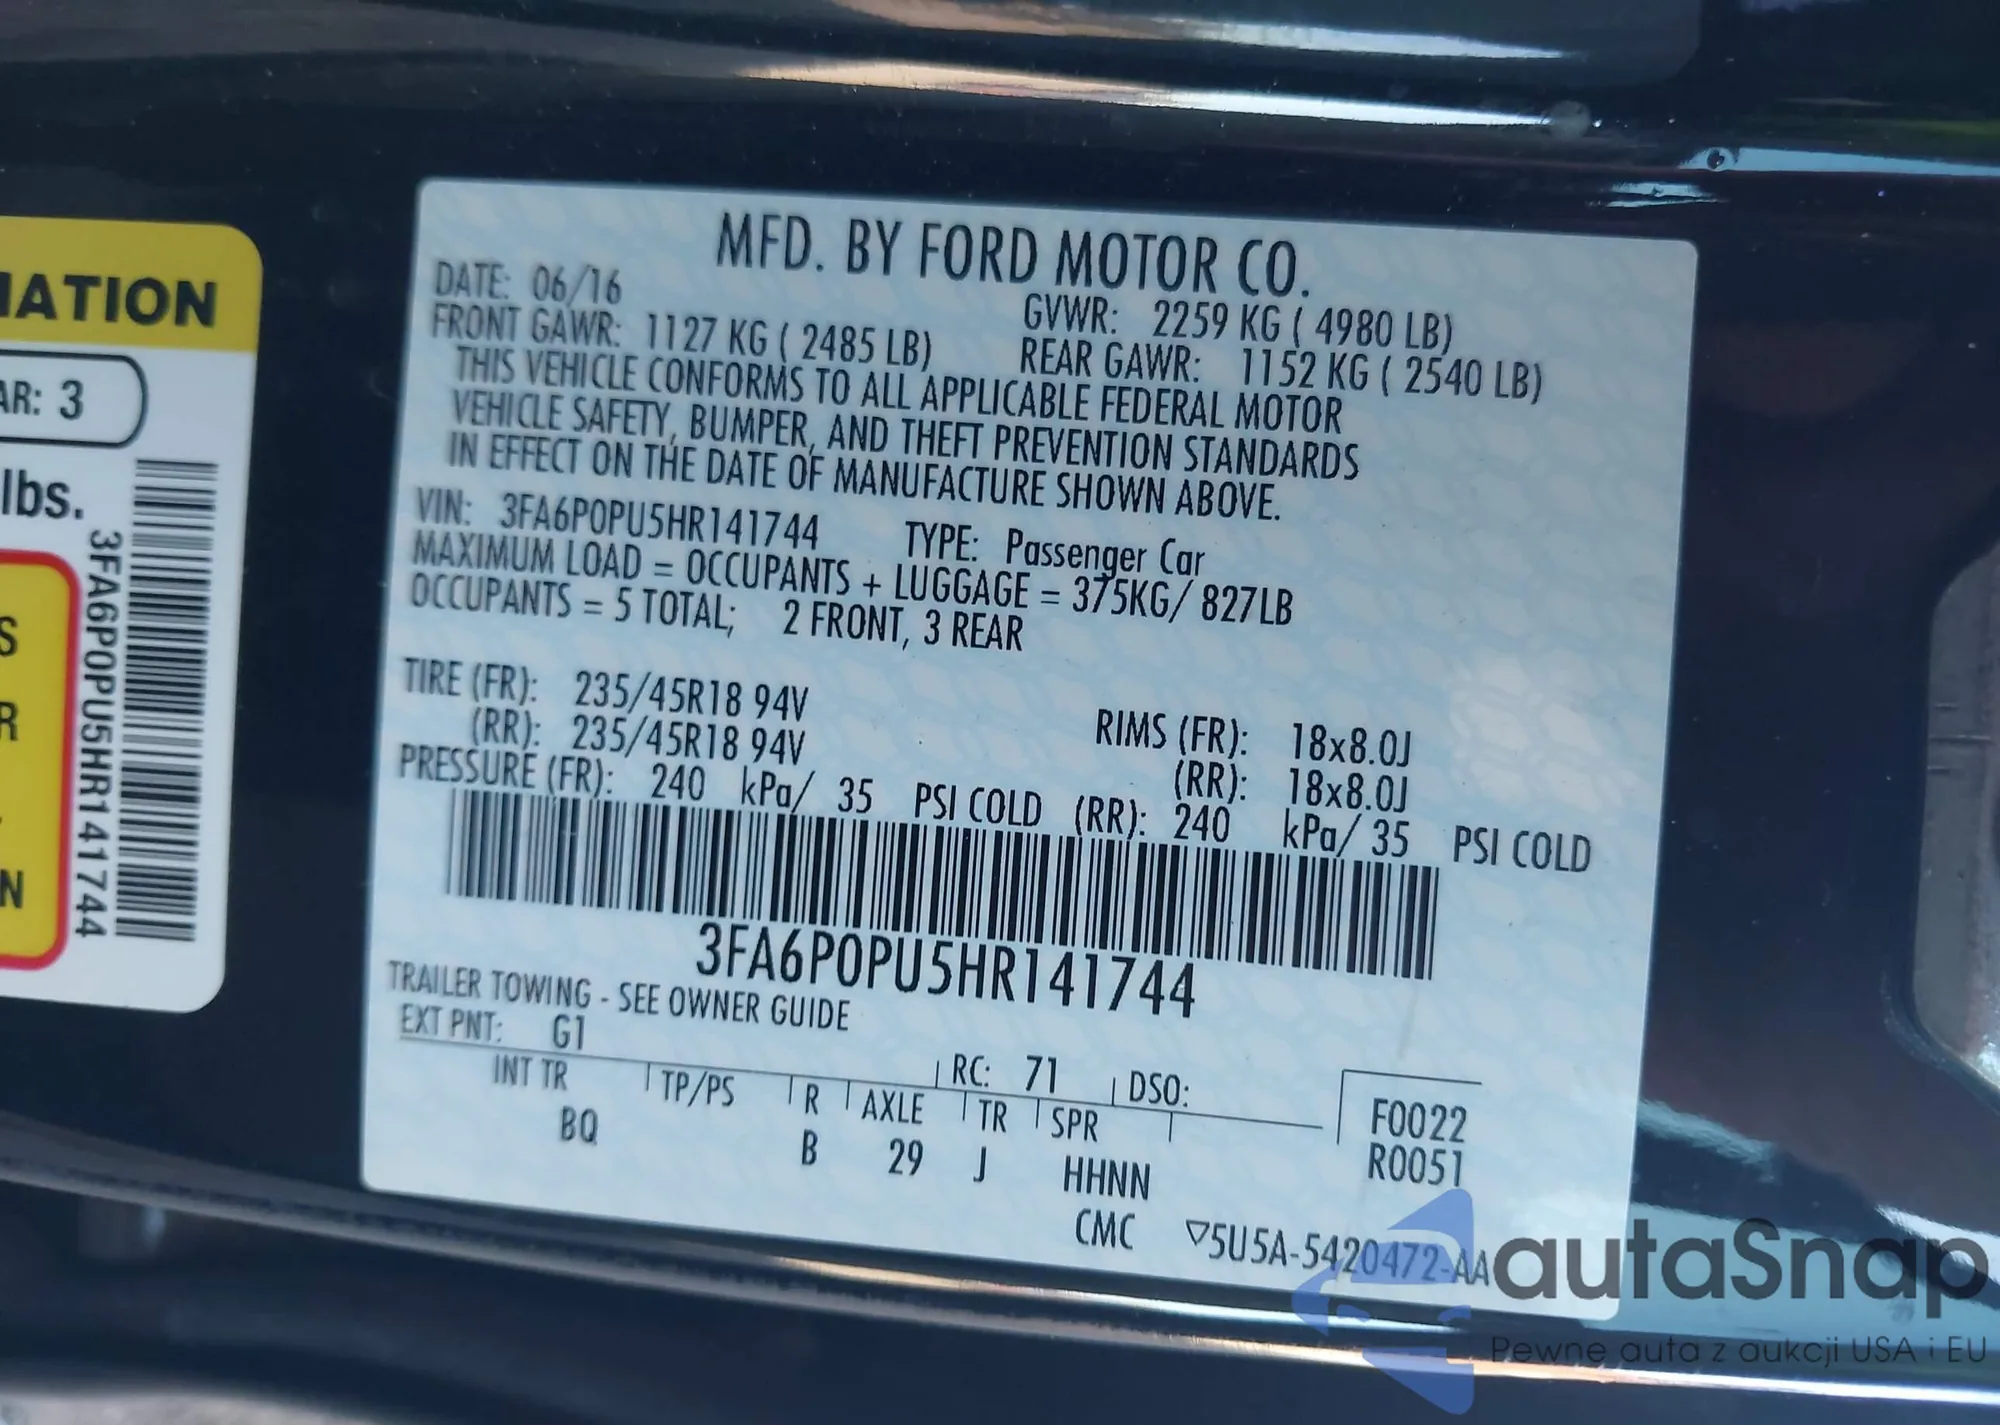 MFD. BY FORD MOTOR CO.
DATE: 06/16 GVWR: 2259 KG ( 4980 LB)
FRONT GAWR: 1127 KG ( 2485 LB) REAR GAWR: 1152 KG ( 2540 LB)
THIS VEHICLE CONFORMS TO ALL APPLICABLE FEDERAL MOTOR
VEHICLE SAFETY, BUMPER, AND THEFT PREVENTION STANDARDS
IN EFFECT ON THE DATE OF MANUFACTURE SHOWN ABOVE.
VIN: 3FA6P0PU5HR141744 TYPE: Passenger Car
MAXIMUM LOAD = OCCUPANTS + LUGGAGE = 375KG/ 827LB
OCCUPANTS = 5 TOTAL; 2 FRONT, 3 REAR
TIRE (FR): 235/45R18 94V RIMS (FR): 18x8.0J
(RR): 235/45R18 94V (RR): 18x8.0J
PRESSURE (FR): 240 kPa/ 35 PSI COLD (RR): 240 kPa/ 35 PSI COLD
3FA6P0PU5HR141744
TRAILER TOWING - SEE OWNER GUIDE
EXT PNT: G1 RC: 71 DSO:
INT TR TP/PS R AXLE TR SPR F0022
BQ B 29 J HHNN R0051
CMC ▽5U5A-5420472-AA
IATION
AR: 3
lbs.
3FA6P0PU5HR141744
S
R
N
autaSnap
Pewne auta z aukcji USA i EU